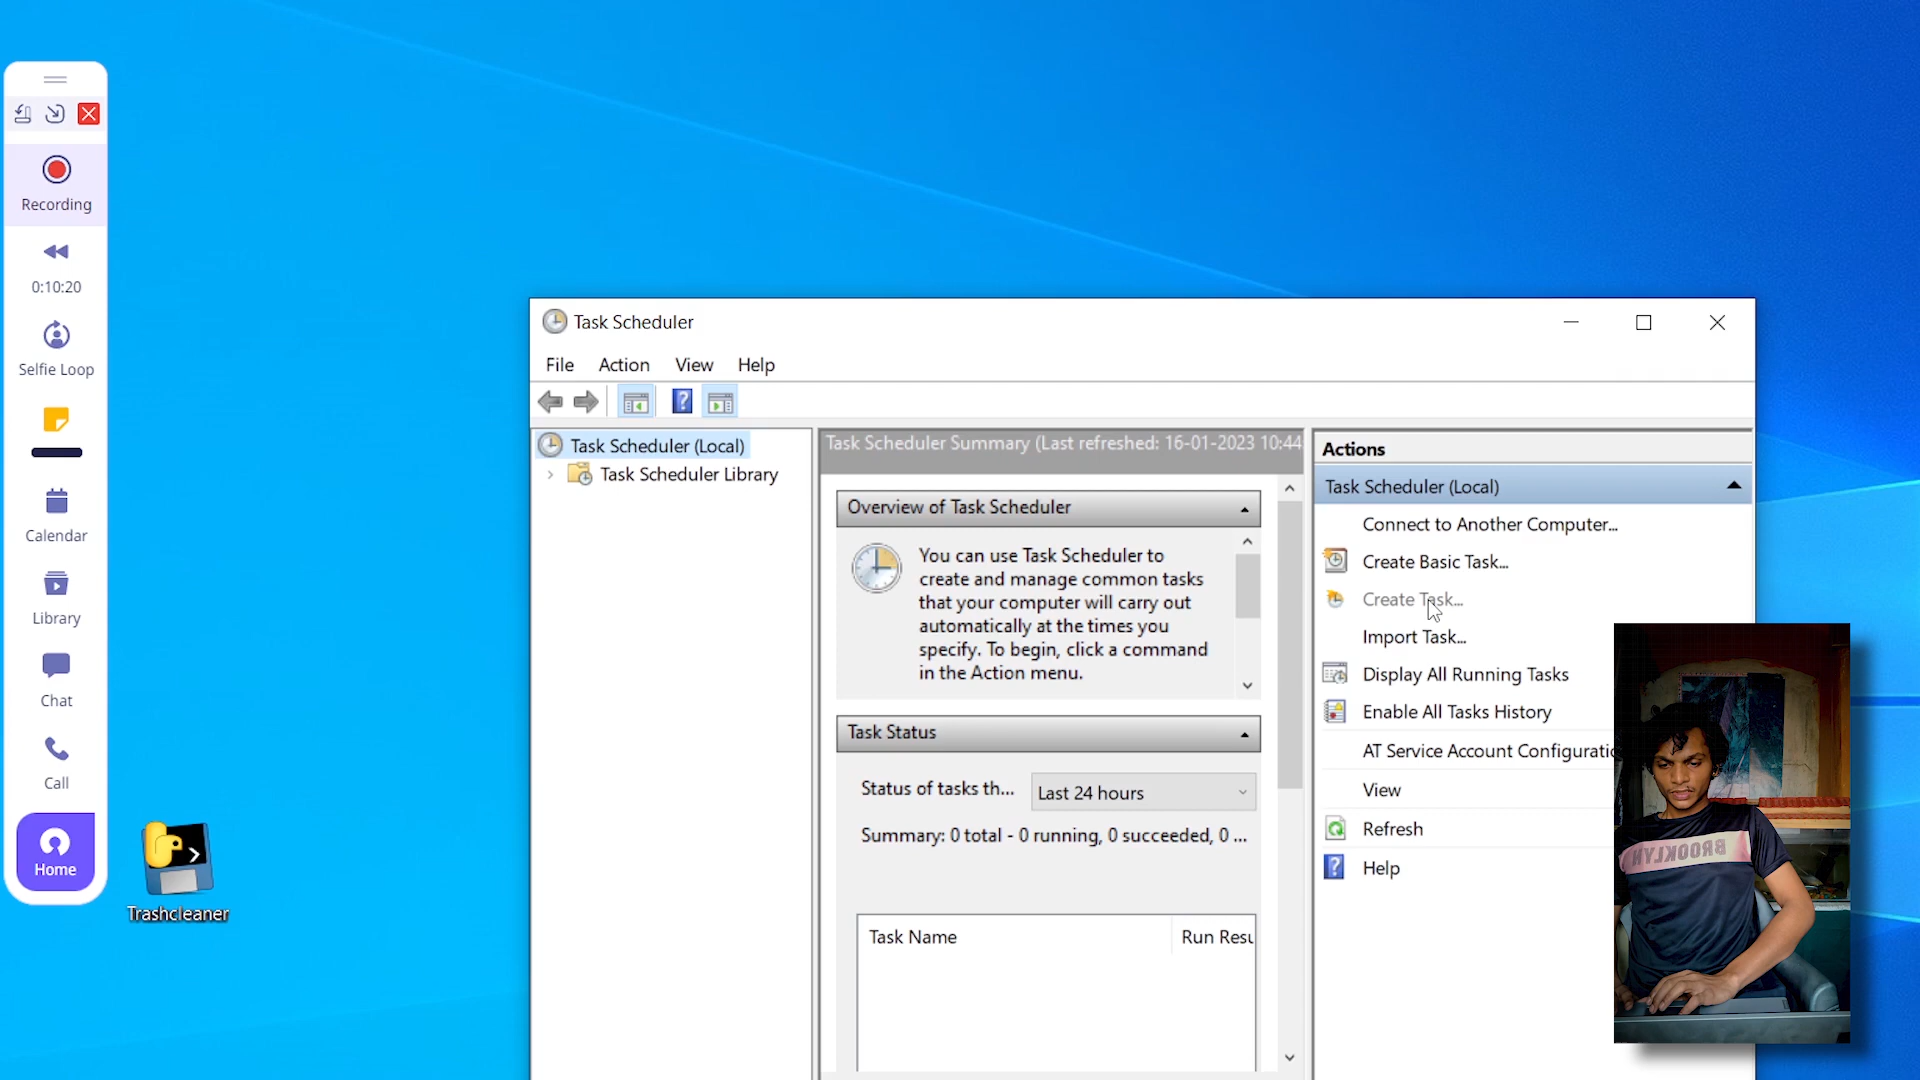 Recording
0:10:20
Selfie Loop
Calendar
Library
Chat
Call
Home
Trashcleaner
Task Scheduler
File Action View Help
Task Scheduler (Local)
Task Scheduler Library
Task Scheduler Summary (Last refreshed: 16-01-2023 10:44
Overview of Task Scheduler
You can use Task Scheduler to
create and manage common tasks
that your computer will carry out
automatically at the times you
specify. To begin, click a command
in the Action menu.
Task Status
Status of tasks th... Last 24 hours
Summary: 0 total - 0 running, 0 succeeded, 0 ...
Task Name Run Resu
Actions
Task Scheduler (Local)
Connect to Another Computer...
Create Basic Task...
Create Task...
Import Task...
Display All Running Tasks
Enable All Tasks History
AT Service Account Configuratio
View
Refresh
Help
BROOKLYN